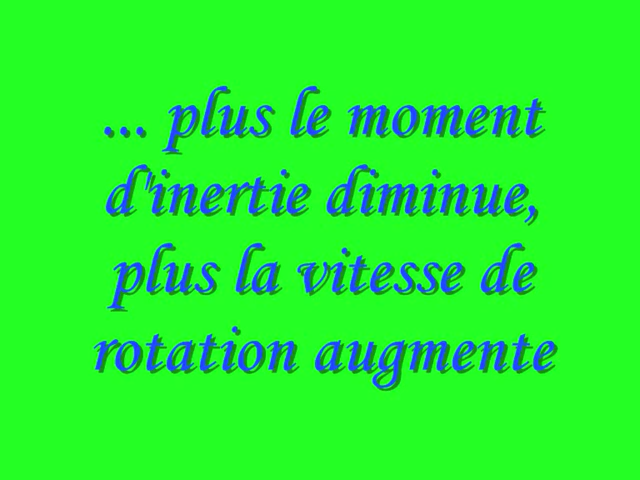 ... plus le moment
d'inertie diminue,
plus la vitesse de
rotation augmente